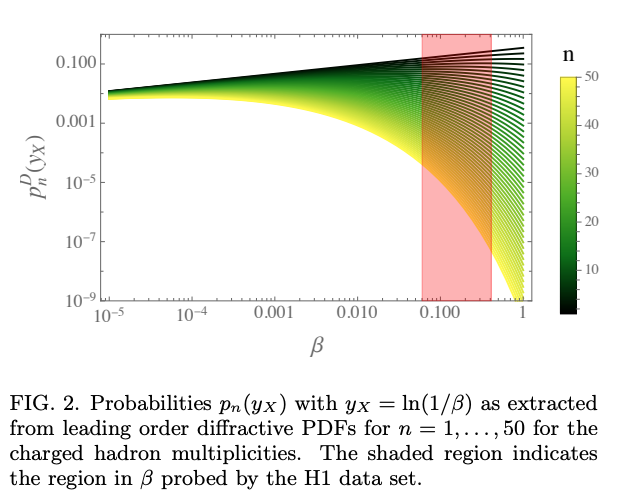 n
50
40
30
20
10
0.100
0.001
10⁻⁵
10⁻⁷
10⁻⁹
pₙᴰ(y_X)
10⁻⁵ 10⁻⁴ 0.001 0.010 0.100 1
β
FIG. 2. Probabilities pₙ(y_X) with y_X = ln(1/β) as extracted
from leading order diffractive PDFs for n = 1, . . . , 50 for the
charged hadron multiplicities. The shaded region indicates
the region in β probed by the H1 data set.